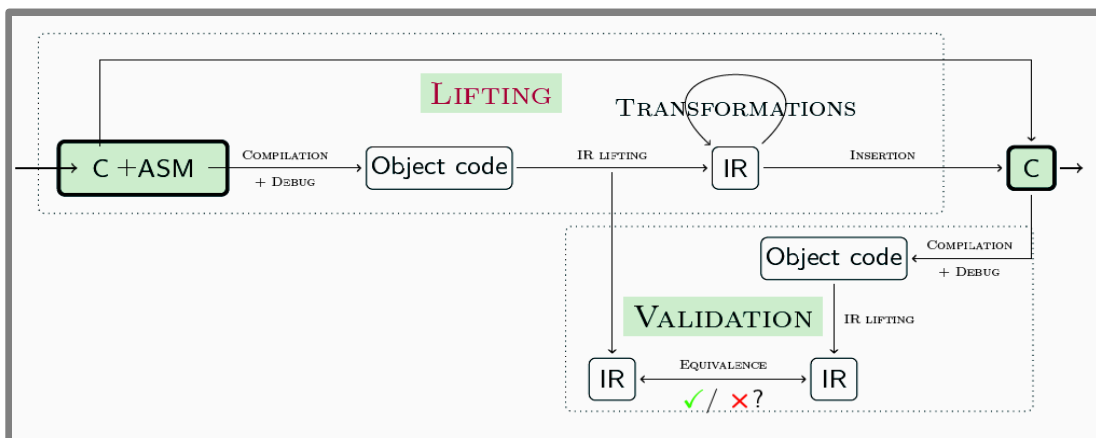 LIFTING
TRANSFORMATIONS
C +ASM
COMPILATION
+ DEBUG
Object code
IR LIFTING
IR
INSERTION
C
Object code
COMPILATION
+ DEBUG
VALIDATION
IR LIFTING
IR
EQUIVALENCE
✓/ ×?
IR